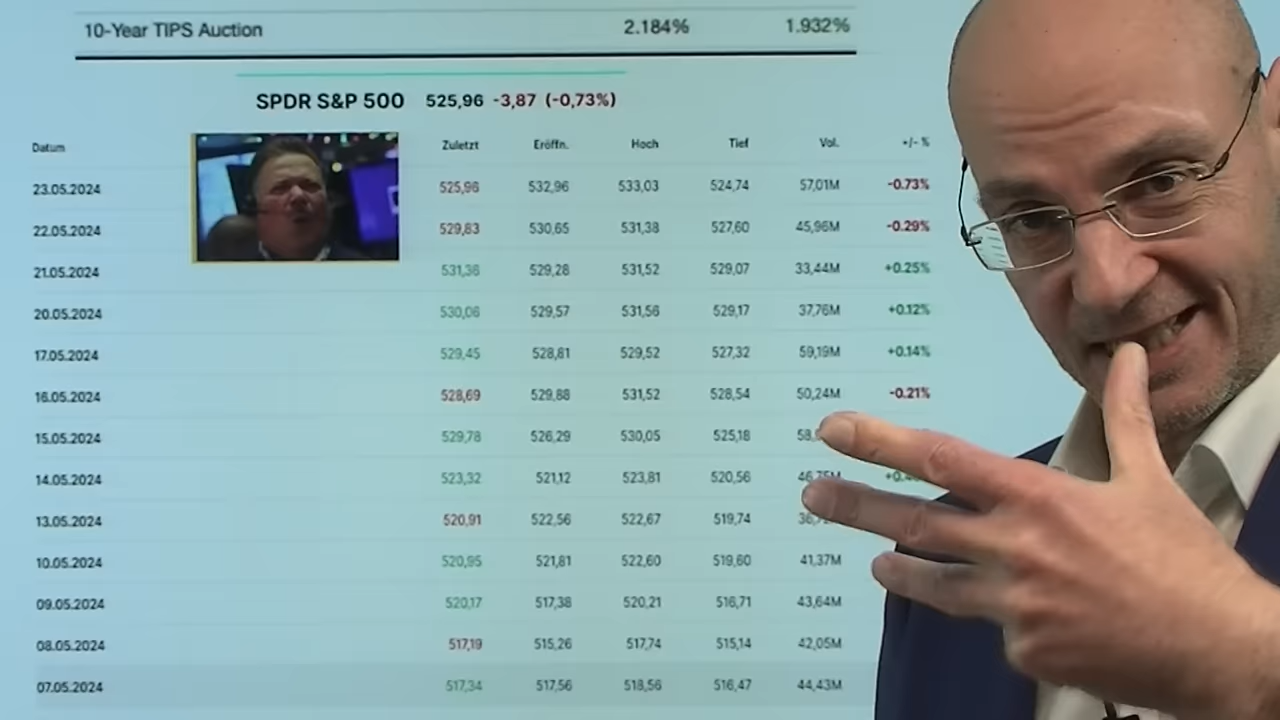 10-Year TIPS Auction 2.184% 1.932%
SPDR S&P 500 525,96 -3,87 (-0,73%)
Datum Zuletzt Eröffn. Hoch Tief Vol. +/- %
23.05.2024 525,96 532,96 533,03 524,74 57,01M -0.73%
22.05.2024 529,83 530,65 531,38 527,60 45,96M -0.29%
21.05.2024 531,36 529,28 531,52 529,07 33,44M +0.25%
20.05.2024 530,06 529,57 531,56 529,17 37,76M +0.12%
17.05.2024 529,45 528,81 529,52 527,32 59,19M +0.14%
16.05.2024 528,69 529,88 531,52 528,54 50,24M -0.21%
15.05.2024 529,78 526,29 530,05 525,18
14.05.2024 523,32 521,12 523,81 520,56 46,75M
13.05.2024 520,91 522,56 522,67 519,74
10.05.2024 520,95 521,81 522,60 519,60 41,37M
09.05.2024 520,17 517,38 520,21 516,71 43,64M
08.05.2024 517,19 515,26 517,74 515,14 42,05M
07.05.2024 517,34 517,56 518,56 516,47 44,43M